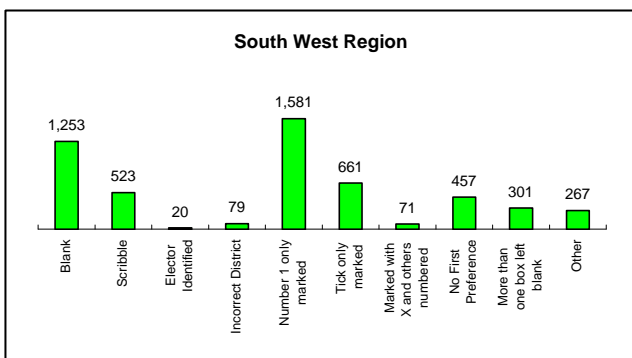 South West Region
1,253
523
20
79
1,581
661
71
457
301
267
Blank
Scribble
Elector
Identified
Incorrect District
Number 1 only
marked
Tick only
marked
Marked with
X and others
numbered
No First
Preference
More than
one box left
blank
Other